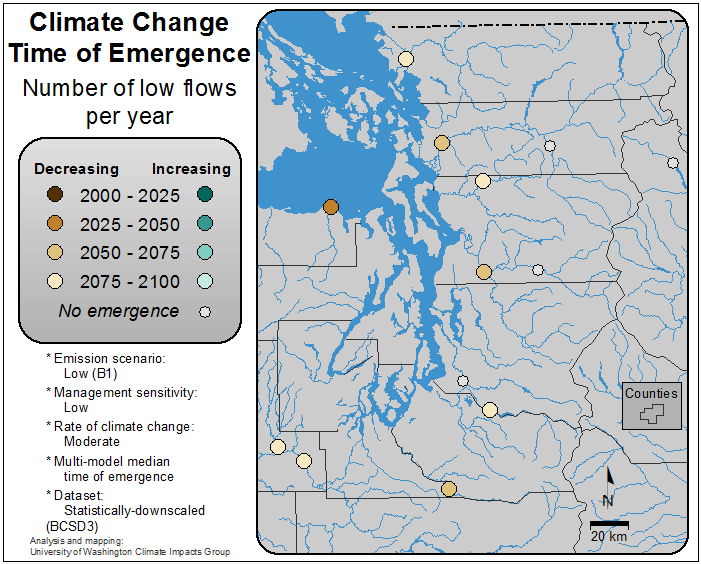 Climate Change
Time of Emergence
Number of low flows
per year
Decreasing Increasing
2000 - 2025
2025 - 2050
2050 - 2075
2075 - 2100
No emergence
* Emission scenario:
Low (B1)
* Management sensitivity:
Low
* Rate of climate change:
Moderate
* Multi-model median
time of emergence
* Dataset:
Statistically-downscaled
(BCSD3)
Analysis and mapping:
University of Washington Climate Impacts Group
Counties
N
20 km